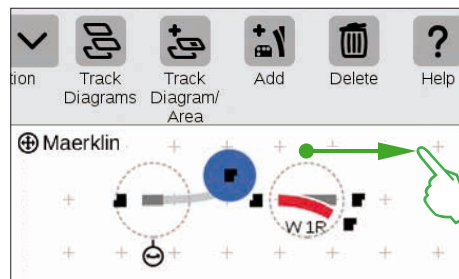 tion
Track Diagrams
Track Diagram/ Area
Add
Delete
Help
Maerklin
W 1R